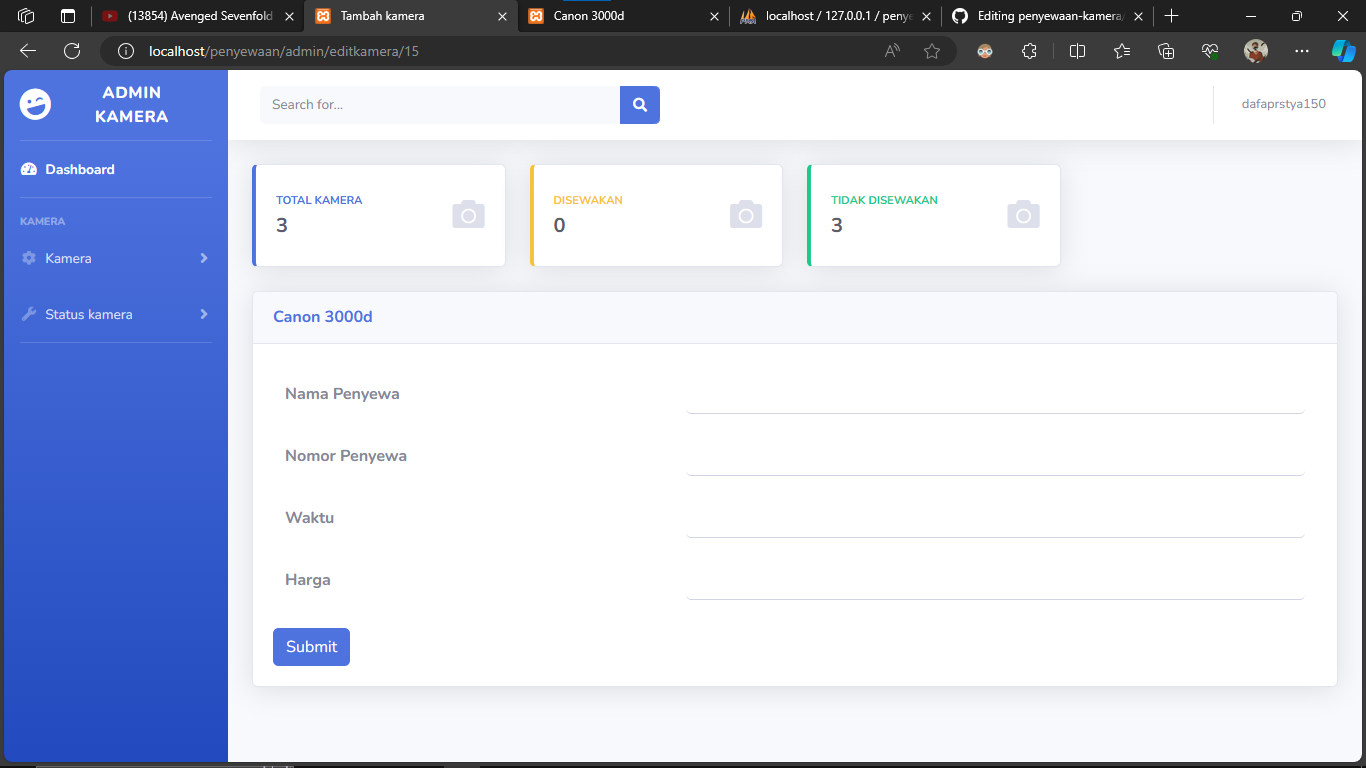 (13854) Avenged Sevenfold
Tambah kamera
Canon 3000d
localhost / 127.0.0.1 / penye
Editing penyewaan-kamera/
localhost/penyewaan/admin/editkamera/15
ADMIN
KAMERA
Search for...
dafaprstya150
Dashboard
KAMERA
Kamera
Status kamera
TOTAL KAMERA
3
DISEWAKAN
0
TIDAK DISEWAKAN
3
Canon 3000d
Nama Penyewa
Nomor Penyewa
Waktu
Harga
Submit